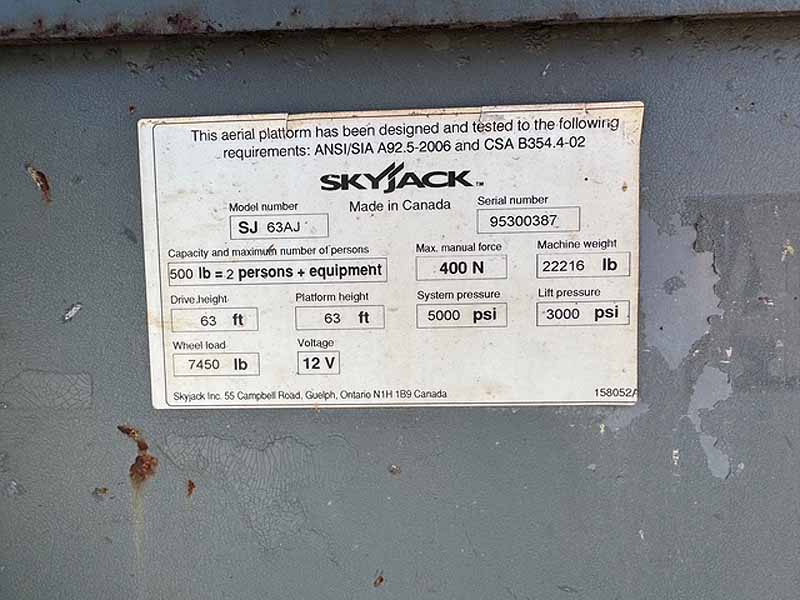 This aerial platform has been designed and tested to the following
requirements: ANSI/SIA A92.5-2006 and CSA B354.4-02
SKYJACK™
Made in Canada
Model number
SJ 63AJ
Serial number
95300387
Capacity and maximum number of persons
500 lb = 2 persons + equipment
Max. manual force
400 N
Machine weight
22216 lb
Drive height
63 ft
Platform height
63 ft
System pressure
5000 psi
Lift pressure
3000 psi
Wheel load
7450 lb
Voltage
12 V
Skyjack Inc. 55 Campbell Road, Guelph, Ontario N1H 1B9 Canada
158052A